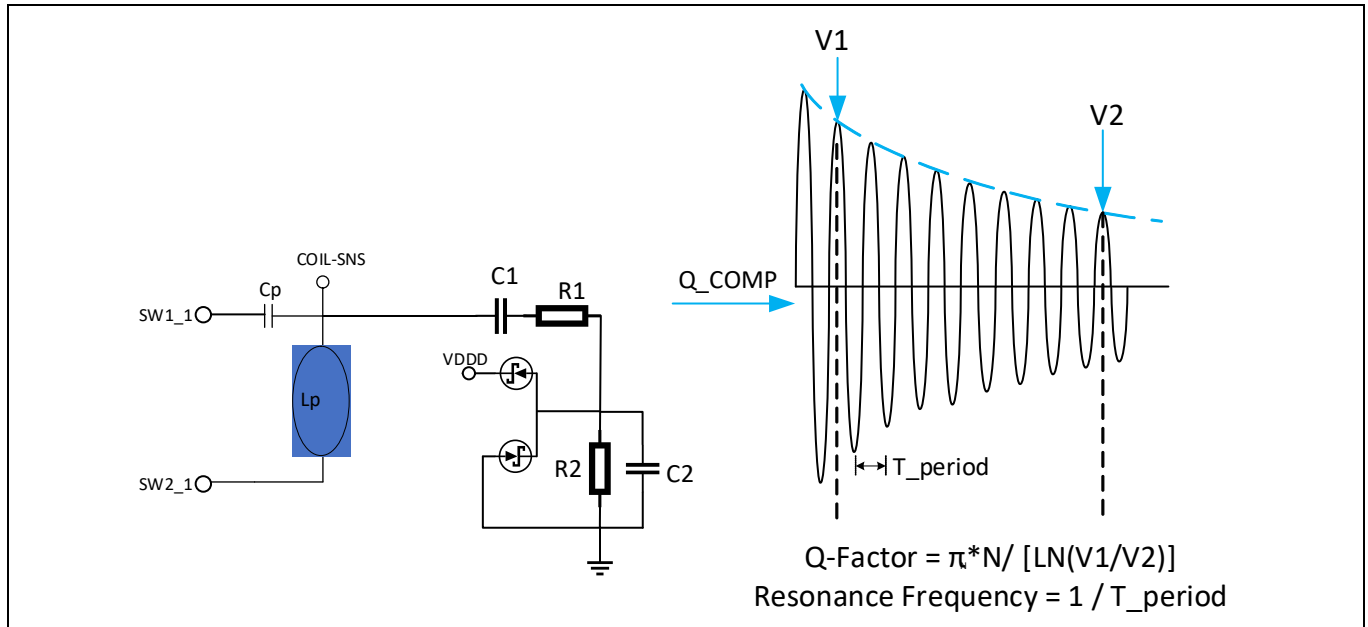 V1
V2
COIL-SNS
Cp
C1
R1
Q_COMP
SW1_1
VDDD
Lp
R2
C2
T_period
SW2_1
Q-Factor = π*N/ [LN(V1/V2)]
Resonance Frequency = 1 / T_period